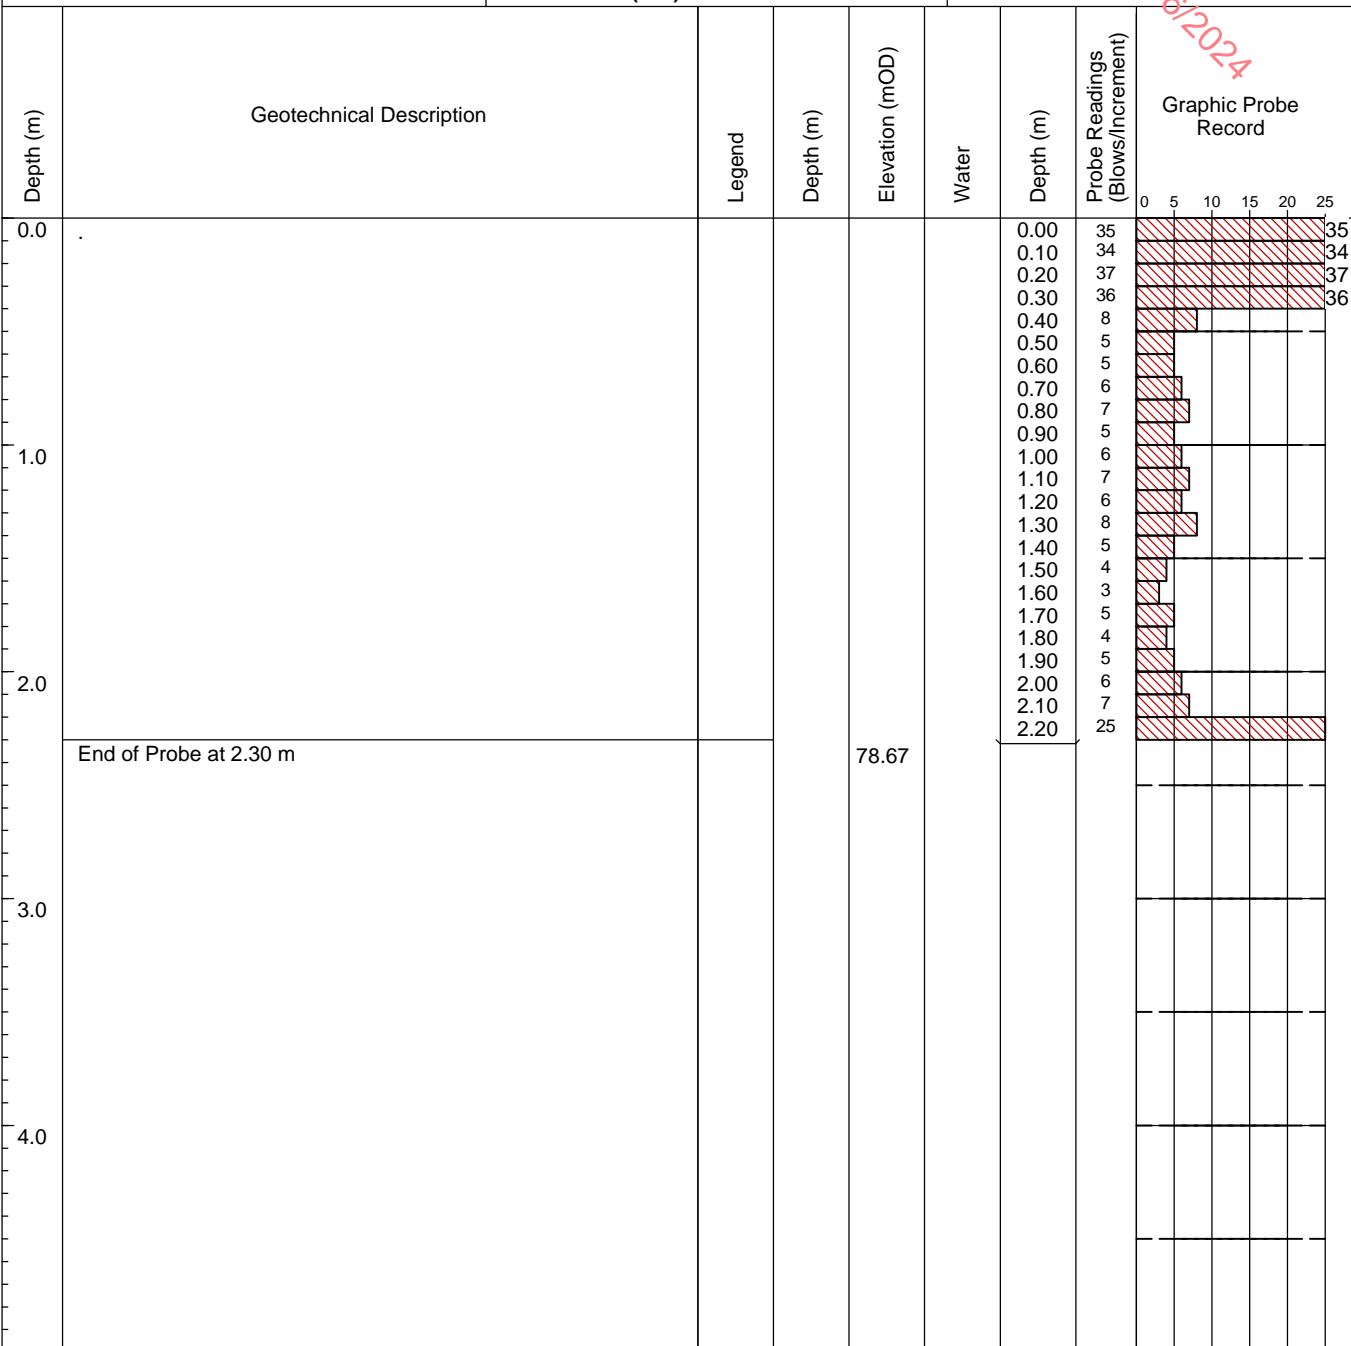 6/2024
Depth (m)
Geotechnical Description
Legend
Depth (m)
Elevation (mOD)
Water
Depth (m)
Probe Readings
(Blows/Increment)
Graphic Probe
Record
0 5 10 15 20 25
0.0 . 0.00 35 35
0.10 34 34
0.20 37 37
0.30 36 36
0.40 8
0.50 5
0.60 5
0.70 6
0.80 7
0.90 5
1.0 1.00 6
1.10 7
1.20 6
1.30 8
1.40 5
1.50 4
1.60 3
1.70 5
1.80 4
1.90 5
2.0 2.00 6
2.10 7
2.20 25
End of Probe at 2.30 m 78.67
3.0
4.0